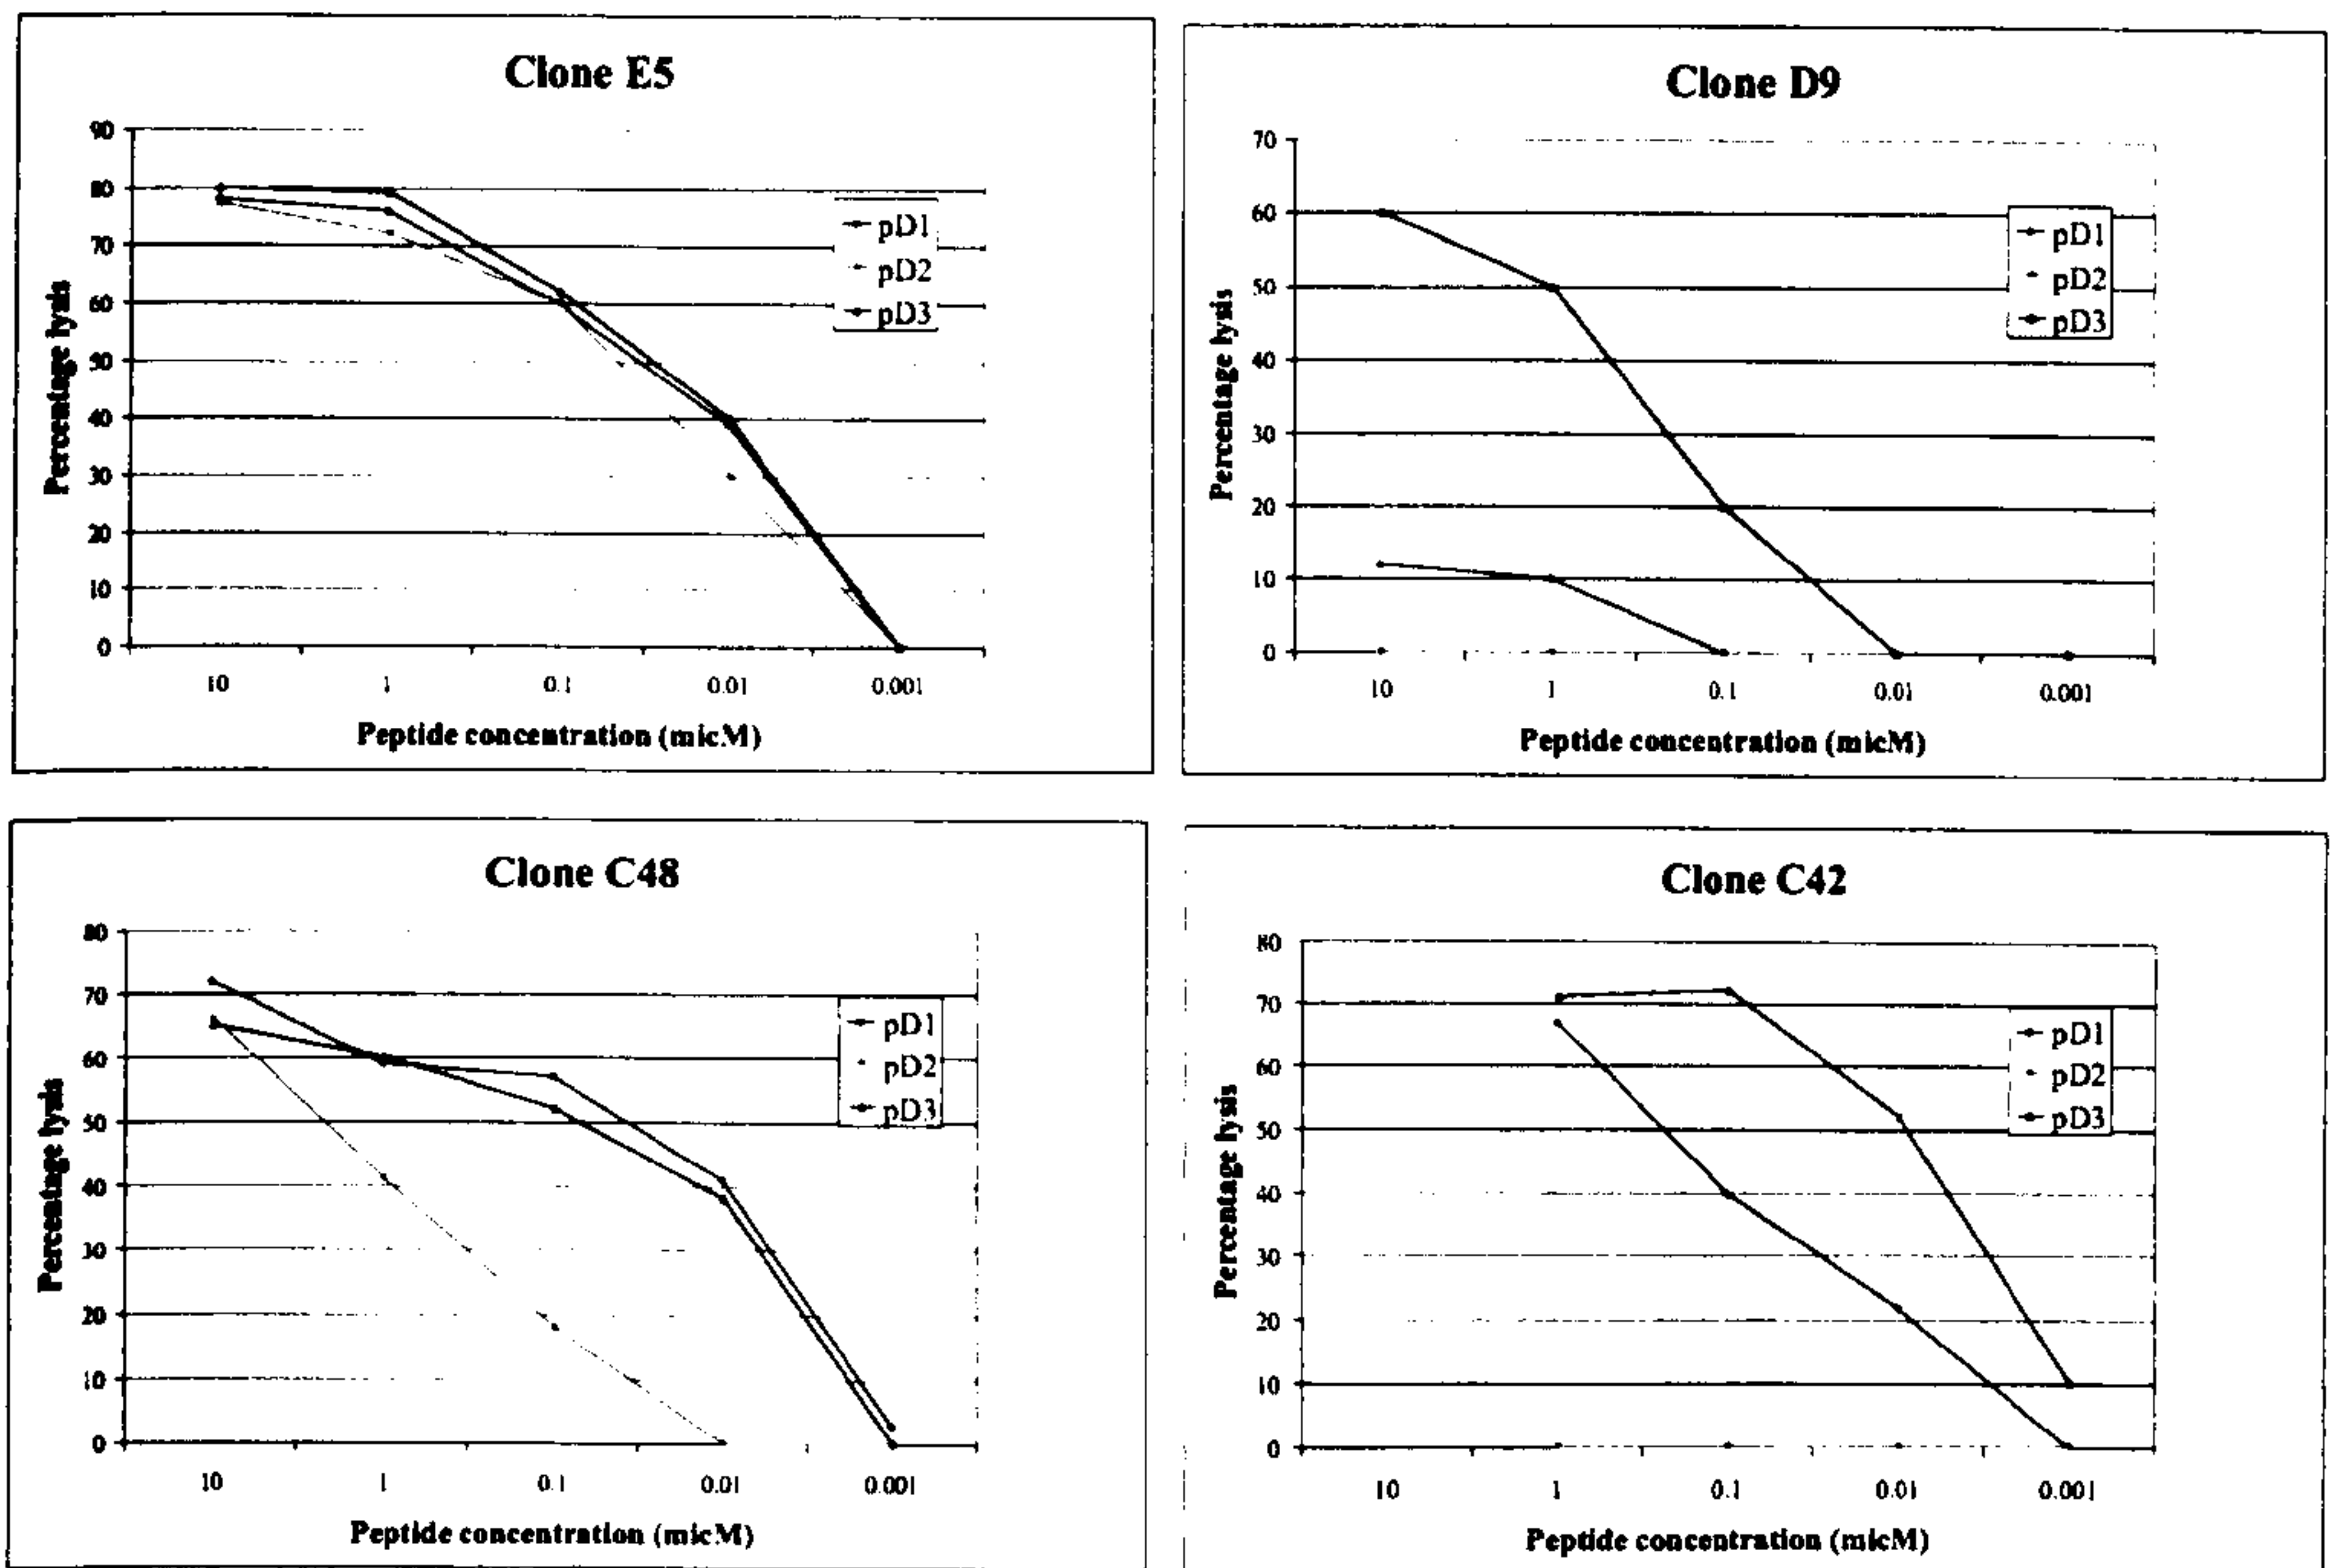 Clone E5
90
80
70
60
50
40
30
20
10
0
Percentage lysis
pD1
pD2
pD3
10 1 0.1 0.01 0.001
Peptide concentration (micM)
Clone D9
70
60
50
40
30
20
10
0
Percentage lysis
pD1
pD2
pD3
10 1 0.1 0.01 0.001
Peptide concentration (micM)
Clone C48
80
70
60
50
40
30
20
10
0
Percentage lysis
pD1
pD2
pD3
10 1 0.1 0.01 0.001
Peptide concentration (micM)
Clone C42
80
70
60
50
40
30
20
10
0
Percentage lysis
pD1
pD2
pD3
10 1 0.1 0.01 0.001
Peptide concentration (micM)